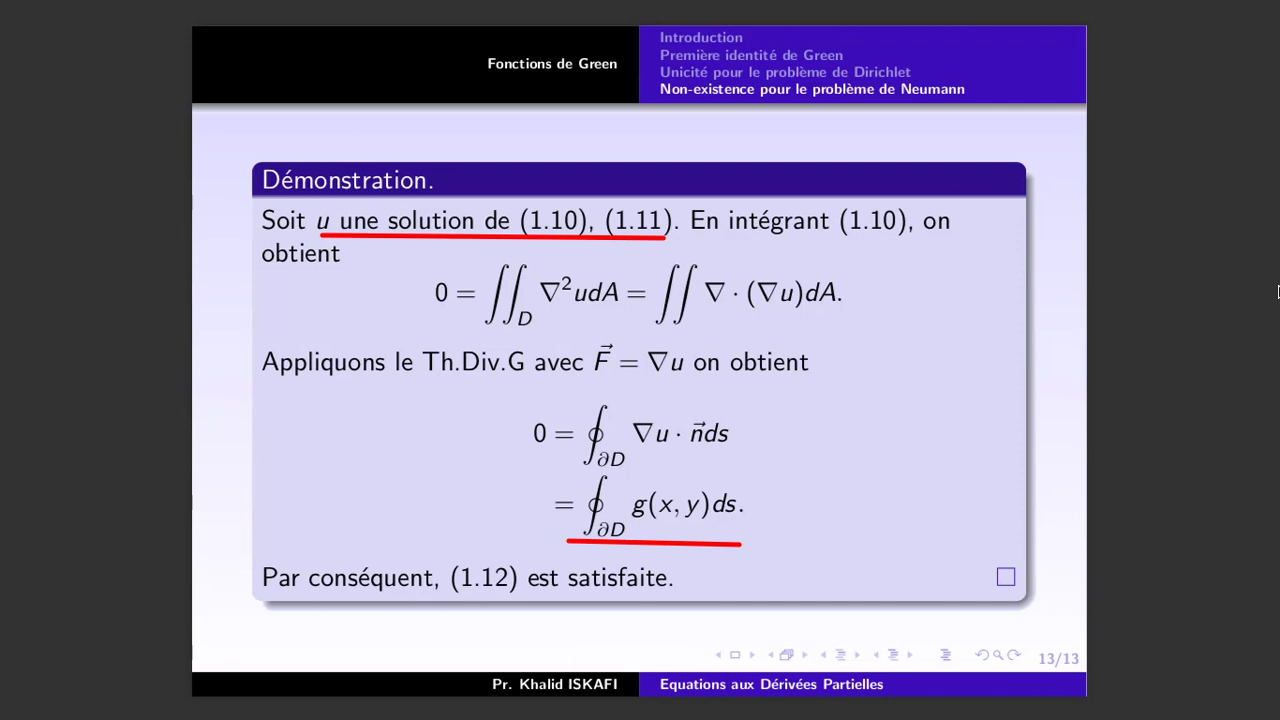 Fonctions de Green
Introduction
Première identité de Green
Unicité pour le problème de Dirichlet
Non-existence pour le problème de Neumann
Démonstration.
Soit u une solution de (1.10), (1.11). En intégrant (1.10), on
obtient
0 = ∬_D ∇²udA = ∬ ∇ · (∇u)dA.
Appliquons le Th.Div.G avec F⃗ = ∇u on obtient
0 = ∮_∂D ∇u · n⃗ds
= ∮_∂D g(x, y)ds.
Par conséquent, (1.12) est satisfaite.
13/13
Pr. Khalid ISKAFI
Equations aux Dérivées Partielles